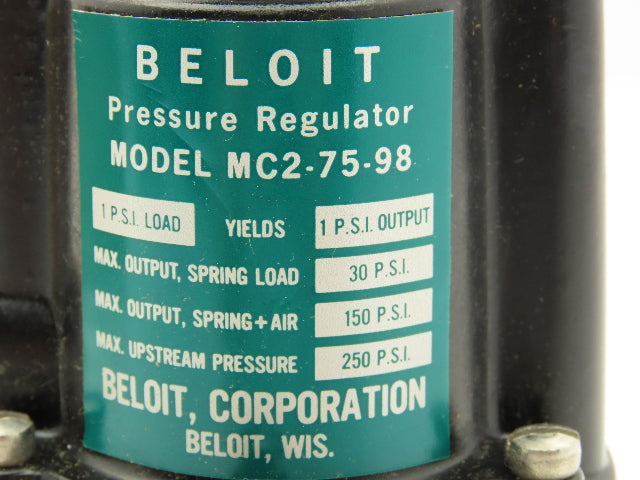 BELOIT
Pressure Regulator
MODEL MC2-75-98
1 P.S.I. LOAD YIELDS 1 P.S.I. OUTPUT
MAX. OUTPUT, SPRING LOAD 30 P.S.I.
MAX. OUTPUT, SPRING+AIR 150 P.S.I.
MAX. UPSTREAM PRESSURE 250 P.S.I.
BELOIT, CORPORATION
BELOIT, WIS.